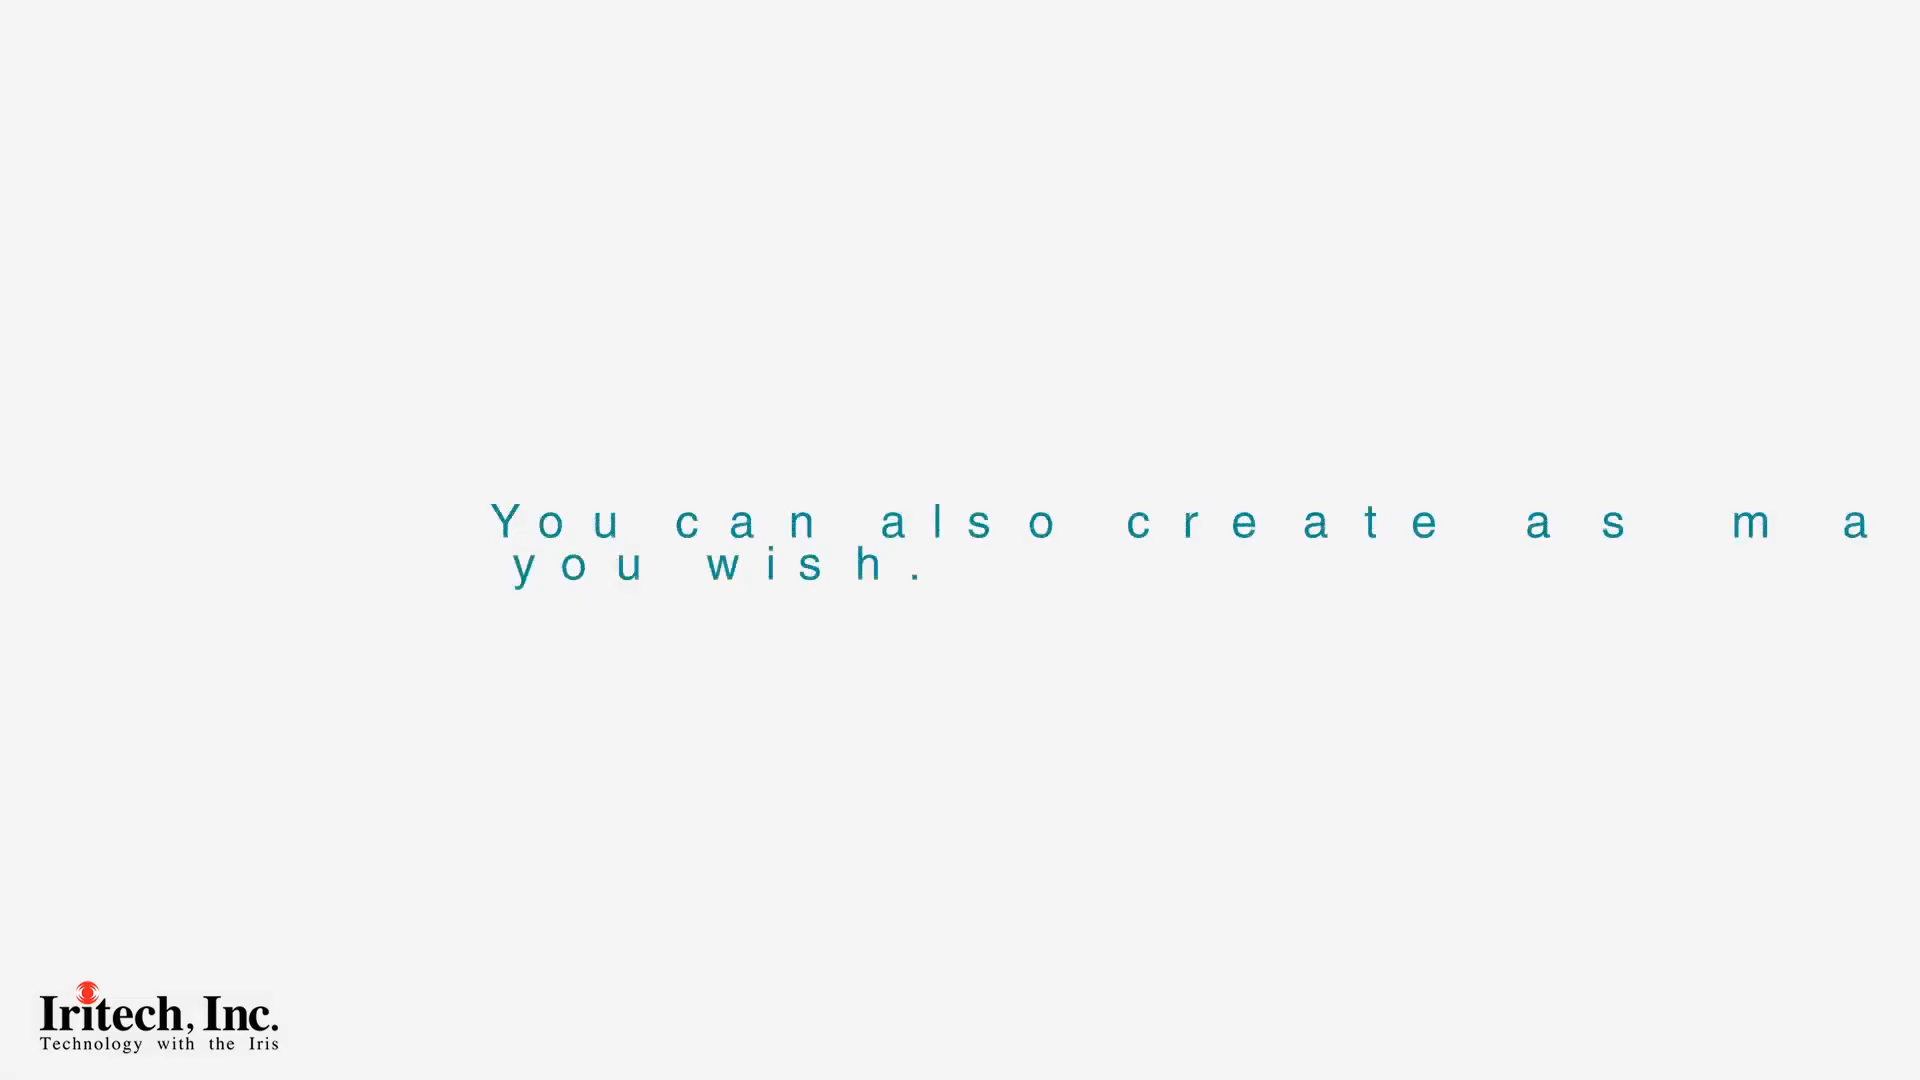 You can also create as ma
you wish.
Iritech, Inc.
Technology with the Iris